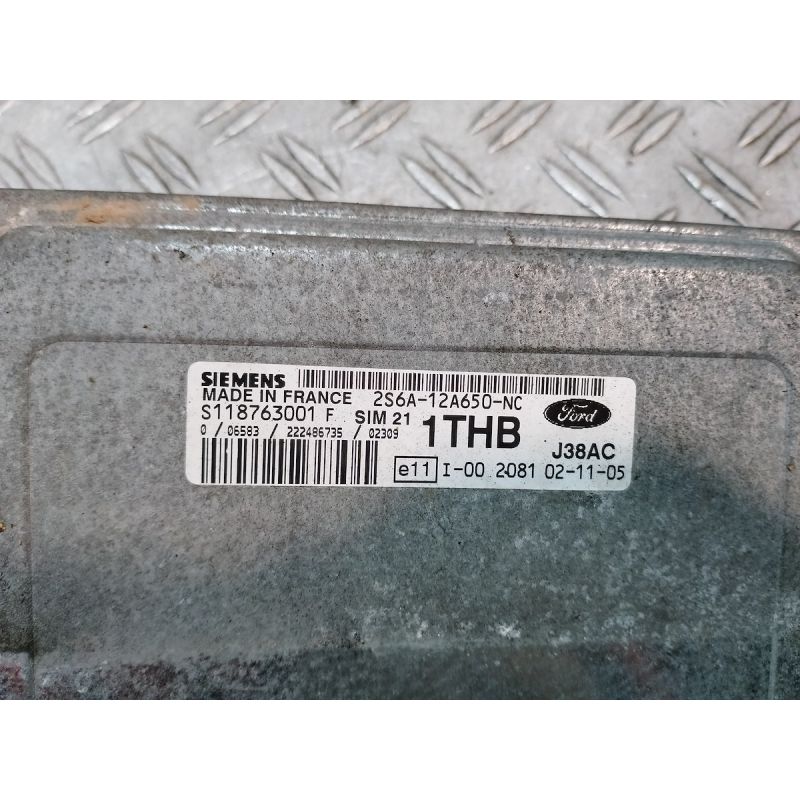 SIEMENS
MADE IN FRANCE 2S6A-12A650-NC
S118763001 F SIM 21 1THB Ford
0 / 06583 / 222486735 / 02309
J38AC
e11 I-00 2081 02-11-05